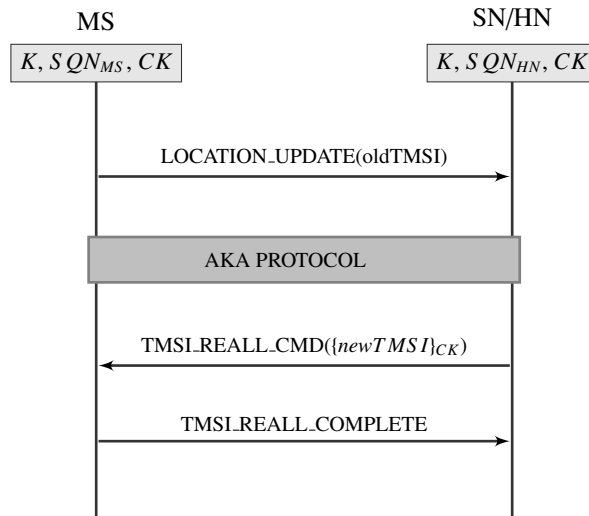 MS SN/HN
K, SQN_MS, CK K, SQN_HN, CK
LOCATION_UPDATE(oldTMSI)
AKA PROTOCOL
TMSI_REALL_CMD({newTMSI}_CK)
TMSI_REALL_COMPLETE